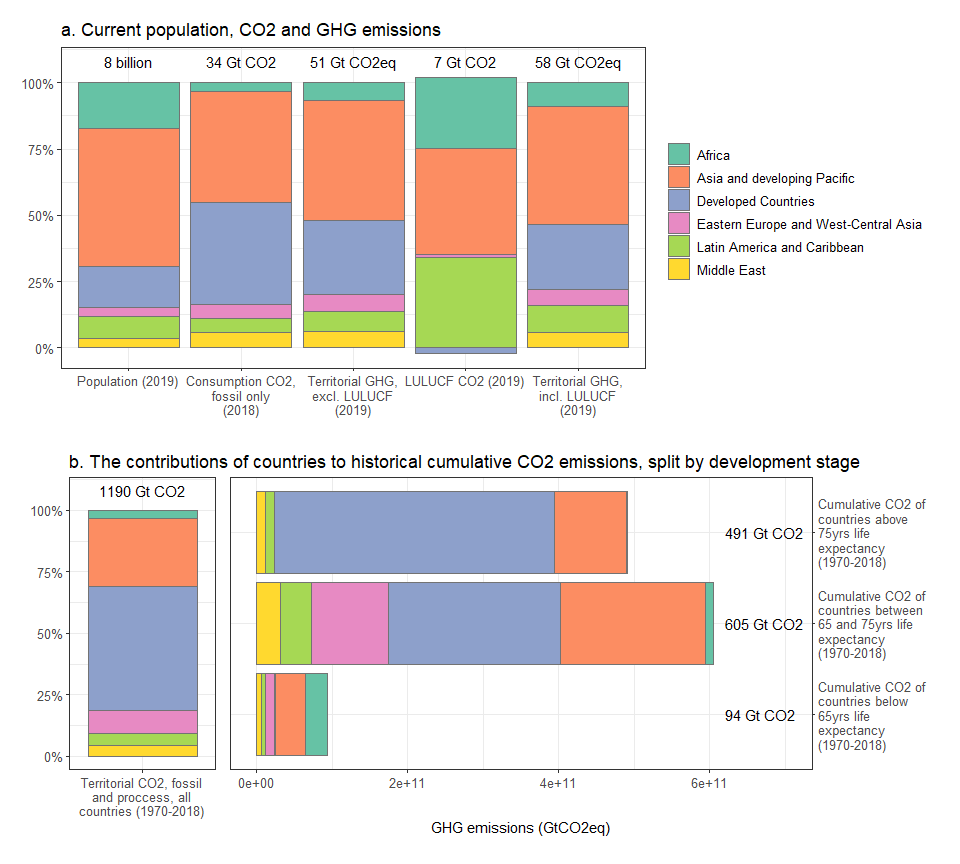 a. Current population, CO2 and GHG emissions
8 billion
34 Gt CO2
51 Gt CO2eq
7 Gt CO2
58 Gt CO2eq
100%
75%
50%
25%
0%
Population (2019)
Consumption CO2,
fossil only
(2018)
Territorial GHG,
excl. LULUCF
(2019)
LULUCF CO2 (2019)
Territorial GHG,
incl. LULUCF
(2019)
Africa
Asia and developing Pacific
Developed Countries
Eastern Europe and West-Central Asia
Latin America and Caribbean
Middle East
b. The contributions of countries to historical cumulative CO2 emissions, split by development stage
1190 Gt CO2
100%
75%
50%
25%
0%
Territorial CO2, fossil
and proccess, all
countries (1970-2018)
491 Gt CO2
605 Gt CO2
94 Gt CO2
Cumulative CO2 of
countries above
75yrs life
expectancy
(1970-2018)
Cumulative CO2 of
countries between
65 and 75yrs life
expectancy
(1970-2018)
Cumulative CO2 of
countries below
65yrs life
expectancy
(1970-2018)
0e+00
2e+11
4e+11
6e+11
GHG emissions (GtCO2eq)